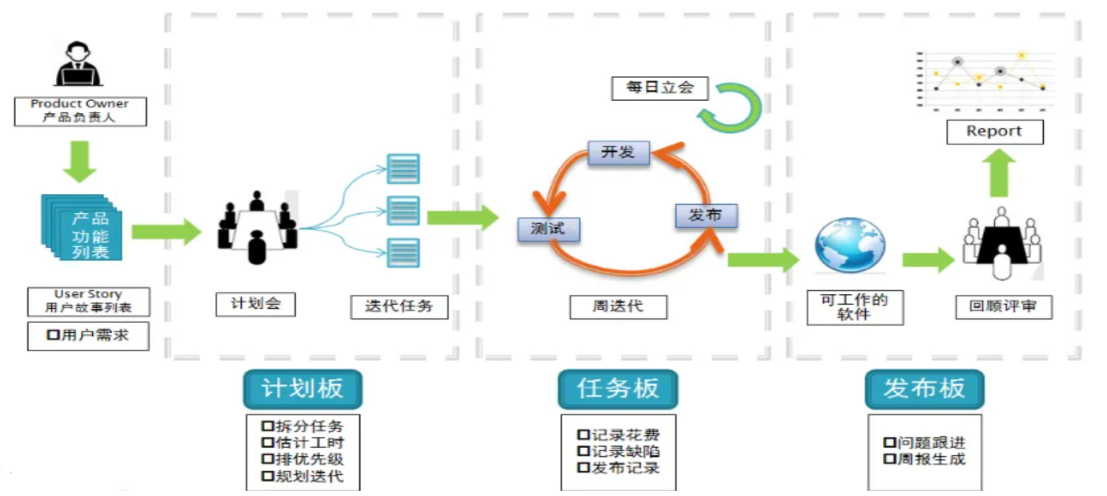 Product Owner
产品负责人
产品
功能
列表
User Story
用户故事列表
用户需求
计划会
迭代任务
计划板
拆分任务
估计工时
排优先级
规划迭代
每日立会
开发
测试
发布
周迭代
任务板
记录花费
记录缺陷
发布记录
Report
可工作的
软件
回顾评审
发布板
问题跟进
周报生成